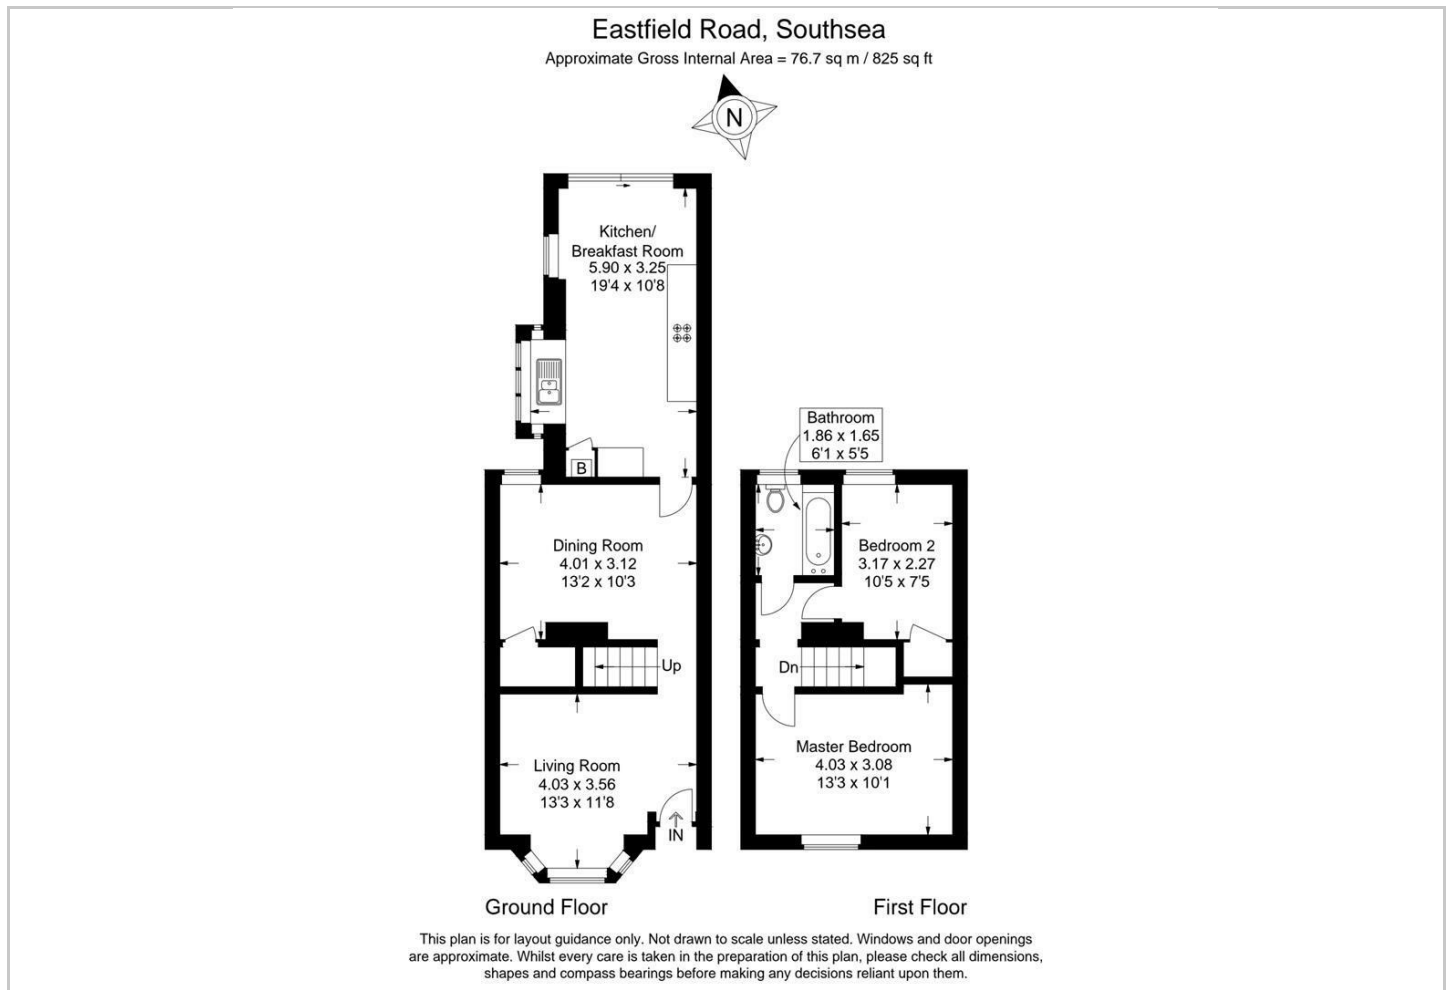 Eastfield Road, Southsea
Approximate Gross Internal Area = 76.7 sq m / 825 sq ft
N
Kitchen/
Breakfast Room
5.90 x 3.25
19'4 x 10'8
B
Dining Room
4.01 x 3.12
13'2 x 10'3
Up
Living Room
4.03 x 3.56
13'3 x 11'8
IN
Ground Floor
Bathroom
1.86 x 1.65
6'1 x 5'5
Bedroom 2
3.17 x 2.27
10'5 x 7'5
Dn
Master Bedroom
4.03 x 3.08
13'3 x 10'1
First Floor
This plan is for layout guidance only. Not drawn to scale unless stated. Windows and door openings
are approximate. Whilst every care is taken in the preparation of this plan, please check all dimensions,
shapes and compass bearings before making any decisions reliant upon them.